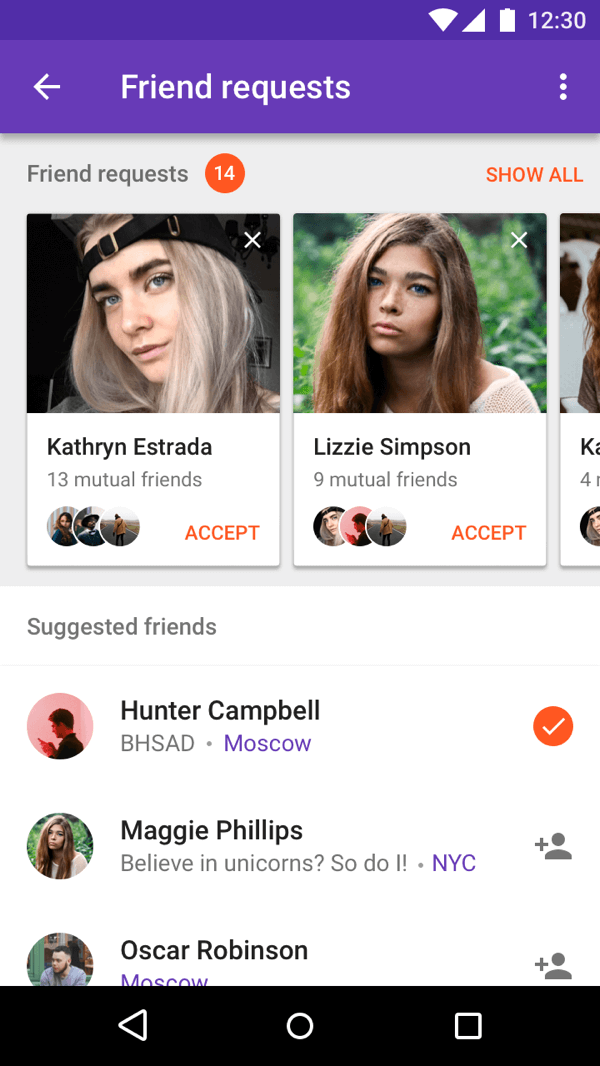 12:30
Friend requests
Friend requests 14 SHOW ALL
Kathryn Estrada
13 mutual friends
ACCEPT
Lizzie Simpson
9 mutual friends
ACCEPT
4
Suggested friends
Hunter Campbell
BHSAD • Moscow
Maggie Phillips
Believe in unicorns? So do I! • NYC
Oscar Robinson
Moscow